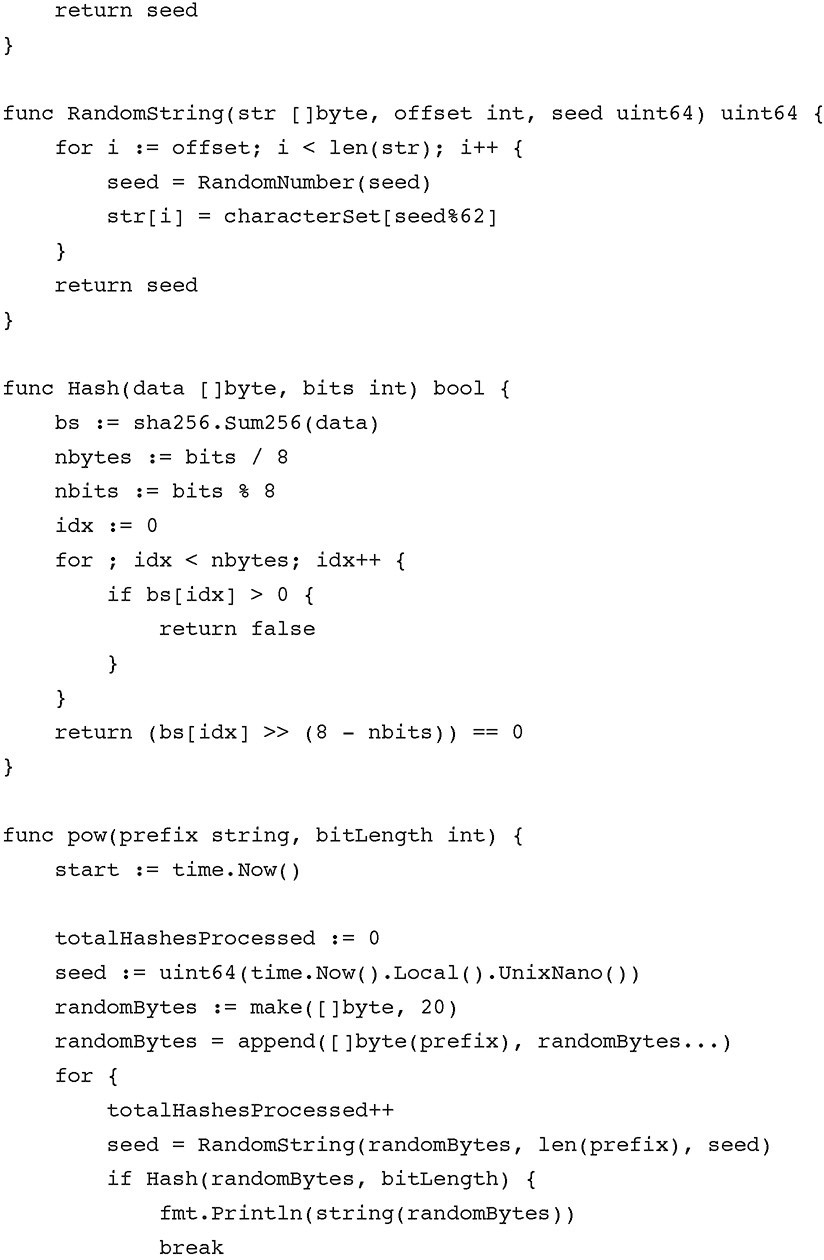 return seed
}

func RandomString(str []byte, offset int, seed uint64) uint64 {
    for i := offset; i < len(str); i++ {
        seed = RandomNumber(seed)
        str[i] = characterSet[seed%62]
    }
    return seed
}

func Hash(data []byte, bits int) bool {
    bs := sha256.Sum256(data)
    nbytes := bits / 8
    nbits := bits % 8
    idx := 0
    for ; idx < nbytes; idx++ {
        if bs[idx] > 0 {
            return false
        }
    }
    return (bs[idx] >> (8 - nbits)) == 0
}

func pow(prefix string, bitLength int) {
    start := time.Now()

    totalHashesProcessed := 0
    seed := uint64(time.Now().Local().UnixNano())
    randomBytes := make([]byte, 20)
    randomBytes = append([]byte(prefix), randomBytes...)
    for {
        totalHashesProcessed++
        seed = RandomString(randomBytes, len(prefix), seed)
        if Hash(randomBytes, bitLength) {
            fmt.Println(string(randomBytes))
            break